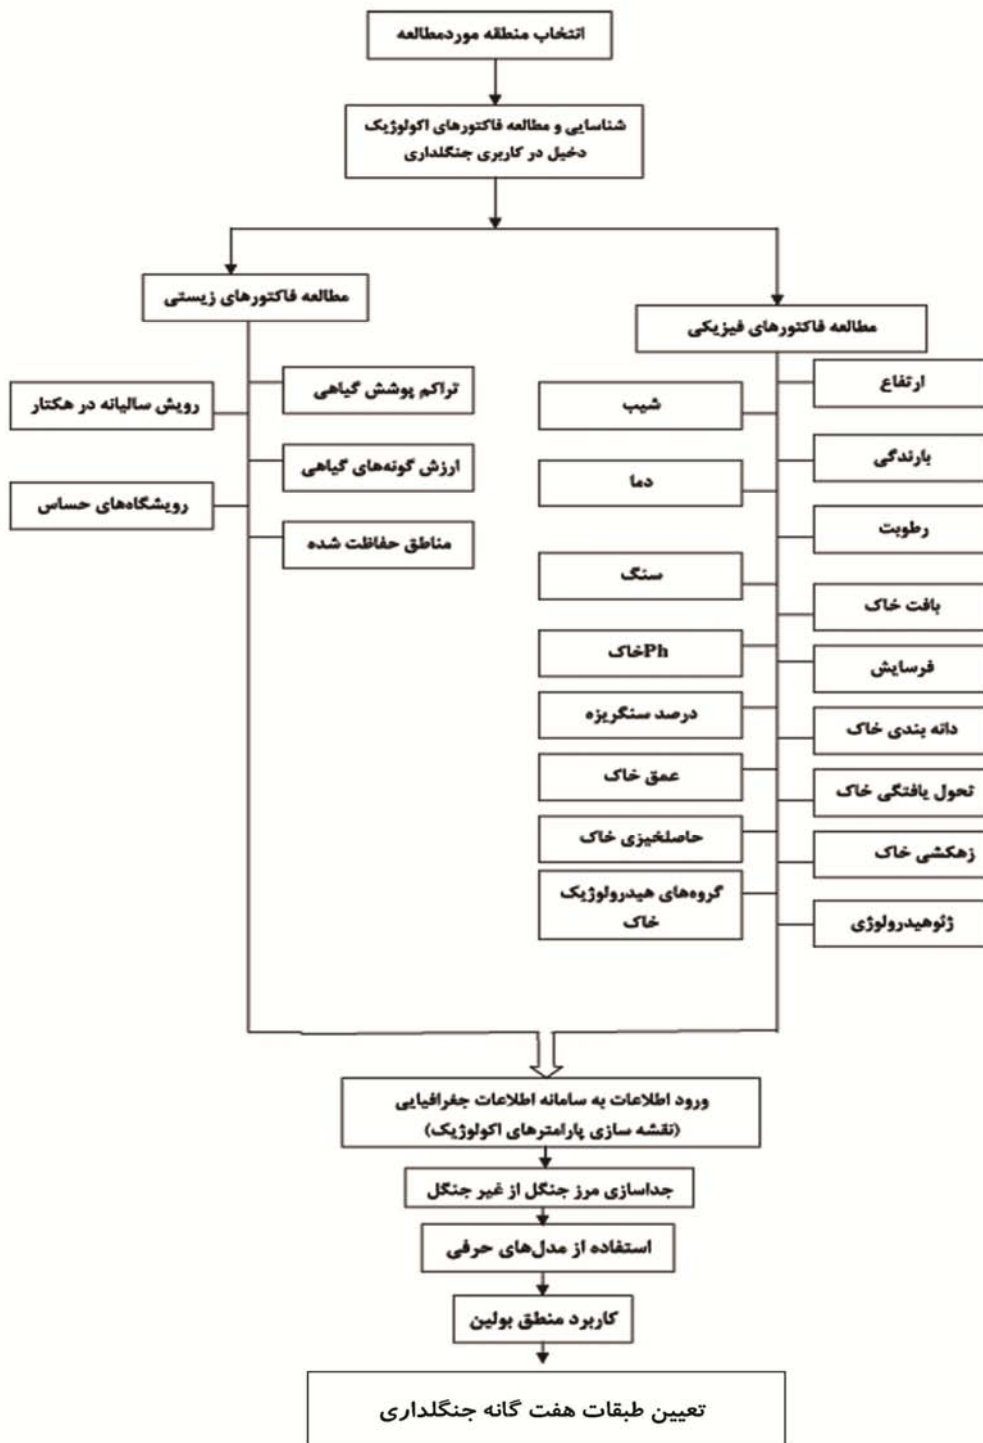 انتخاب منطقه موردمطالعه
شناسایی و مطالعه فاکتورهای اکولوژیک
دخیل در کاربری جنگلداری
مطالعه فاکتورهای فیزیکی
ارتفاع
شیب
بارندگی
دما
رطوبت
سنگ
بافت خاک
Phخاک
فرسایش
درصد سنگریزه
دانه بندی خاک
عمق خاک
تحول یافتگی خاک
حاصلخیزی خاک
زهکشی خاک
گروه‌های هیدرولوژیک
خاک
ژئوهیدرولوژی
مطالعه فاکتورهای زیستی
تراکم پوشش گیاهی
رویش سالیانه در هکتار
ارزش گونه‌های گیاهی
رویشگاه‌های حساس
مناطق حفاظت شده
ورود اطلاعات به سامانه اطلاعات جغرافیایی
(نقشه سازی پارامترهای اکولوژیک)
جداسازی مرز جنگل از غیر جنگل
استفاده از مدل‌های حرفی
کاربرد منطق بولین
تعیین طبقات هفت گانه جنگلداری